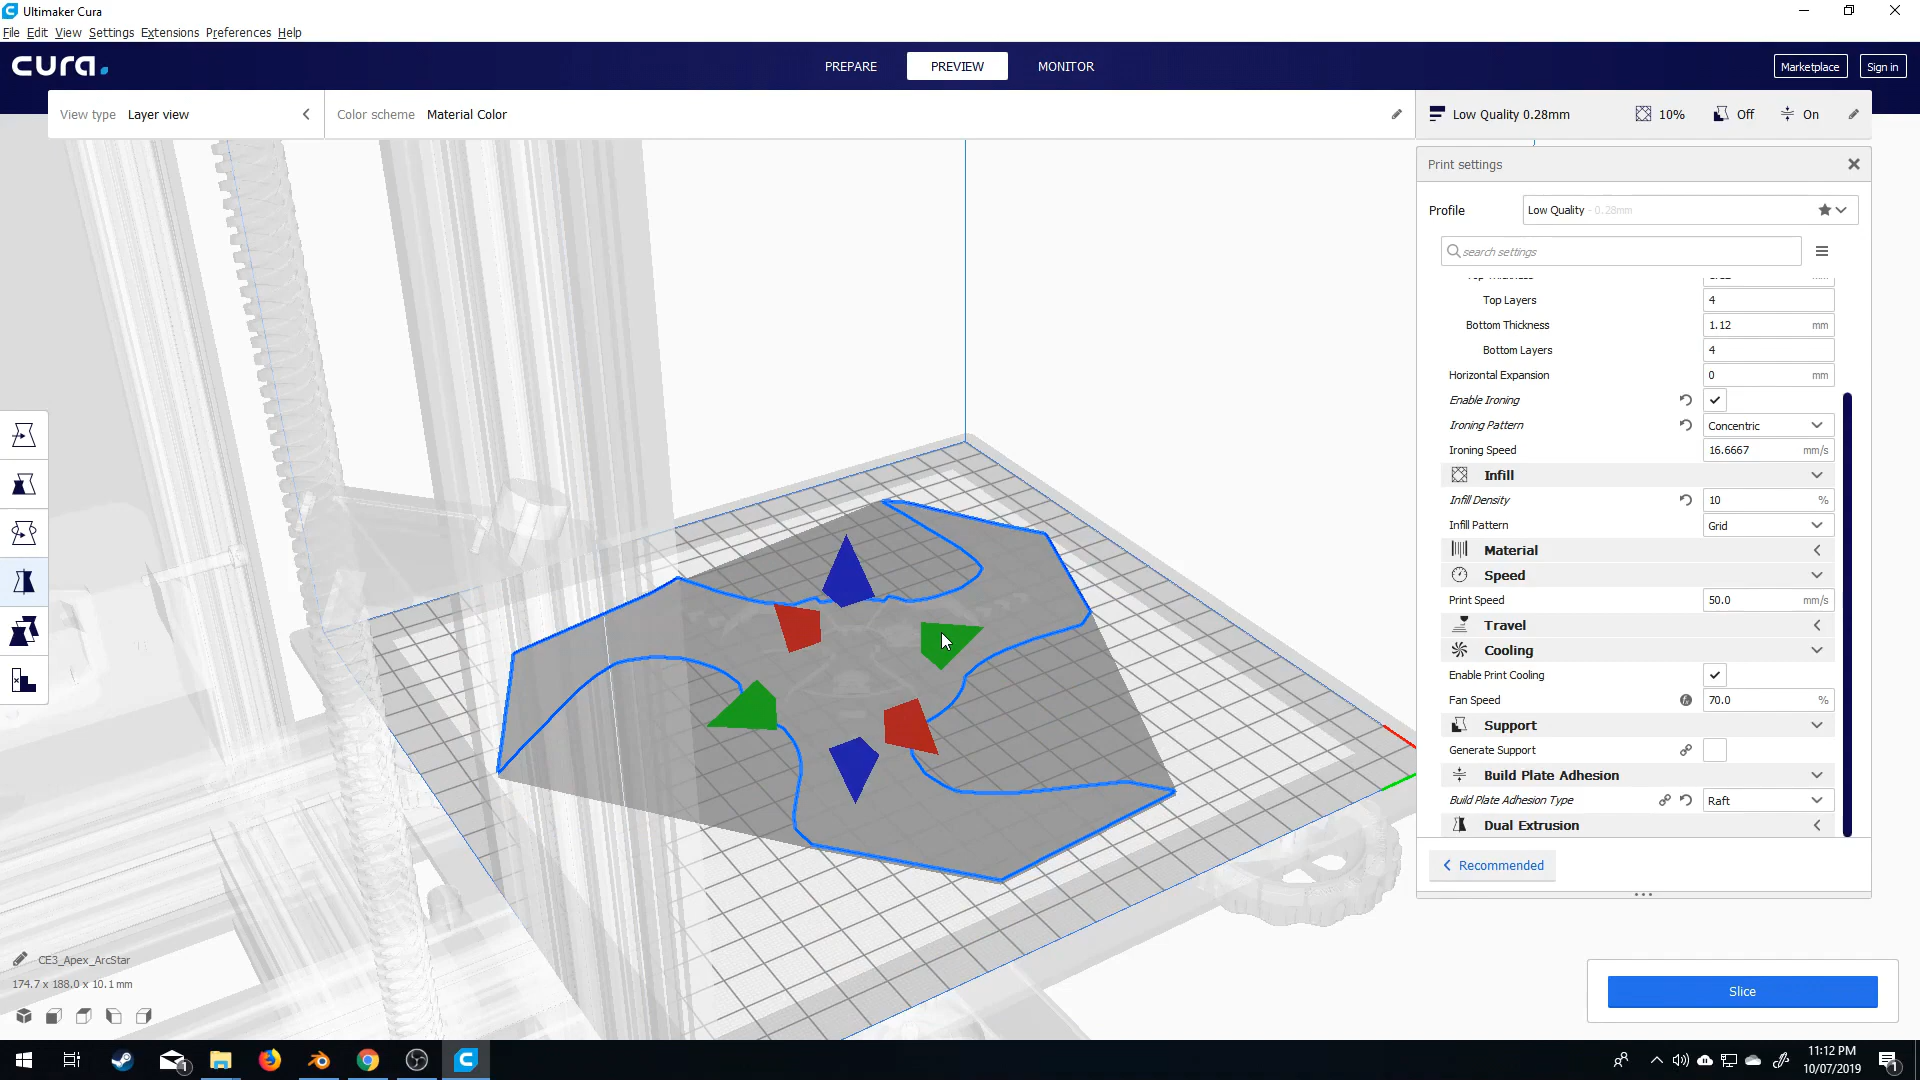 Ultimaker Cura
File Edit View Settings Extensions Preferences Help
cura.
PREPARE PREVIEW MONITOR
Marketplace Sign in
View type Layer view
Color scheme Material Color
Low Quality 0.28mm 10% Off On
Print settings
Profile Low Quality - 0.28mm
search settings
mm
Top Layers 4
Bottom Thickness 1.12 mm
Bottom Layers 4
Horizontal Expansion 0 mm
Enable Ironing
Ironing Pattern Concentric
Ironing Speed 16.6667 mm/s
Infill
Infill Density 10 %
Infill Pattern Grid
Material
Speed
Print Speed 50.0 mm/s
Travel
Cooling
Enable Print Cooling
Fan Speed 70.0 %
Support
Generate Support
Build Plate Adhesion
Build Plate Adhesion Type Raft
Dual Extrusion
Recommended
CE3_Apex_ArcStar
174.7 x 188.0 x 10.1 mm
Slice
1
11:12 PM
10/07/2019
1